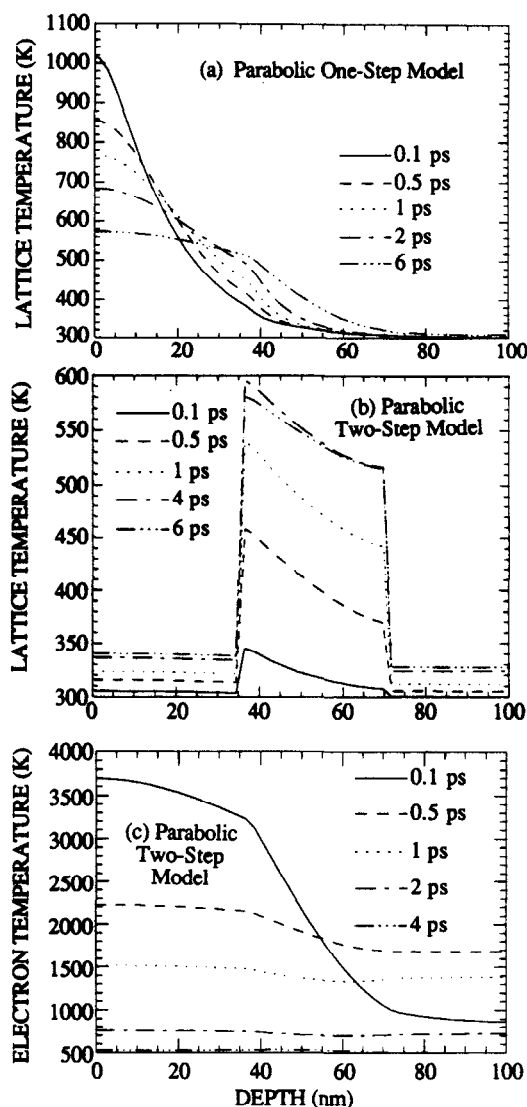 LATTICE TEMPERATURE (K)
1100
1000
900
800
700
600
500
400
300
(a) Parabolic One-Step Model
0.1 ps
0.5 ps
1 ps
2 ps
6 ps
0 20 40 60 80 100
LATTICE TEMPERATURE (K)
600
550
500
450
400
350
300
0.1 ps
0.5 ps
1 ps
4 ps
6 ps
(b) Parabolic
Two-Step Model
0 20 40 60 80 100
ELECTRON TEMPERATURE (K)
4000
3500
3000
2500
2000
1500
1000
500
(c) Parabolic
Two-Step
Model
0.1 ps
0.5 ps
1 ps
2 ps
4 ps
0 20 40 60 80 100
DEPTH (nm)